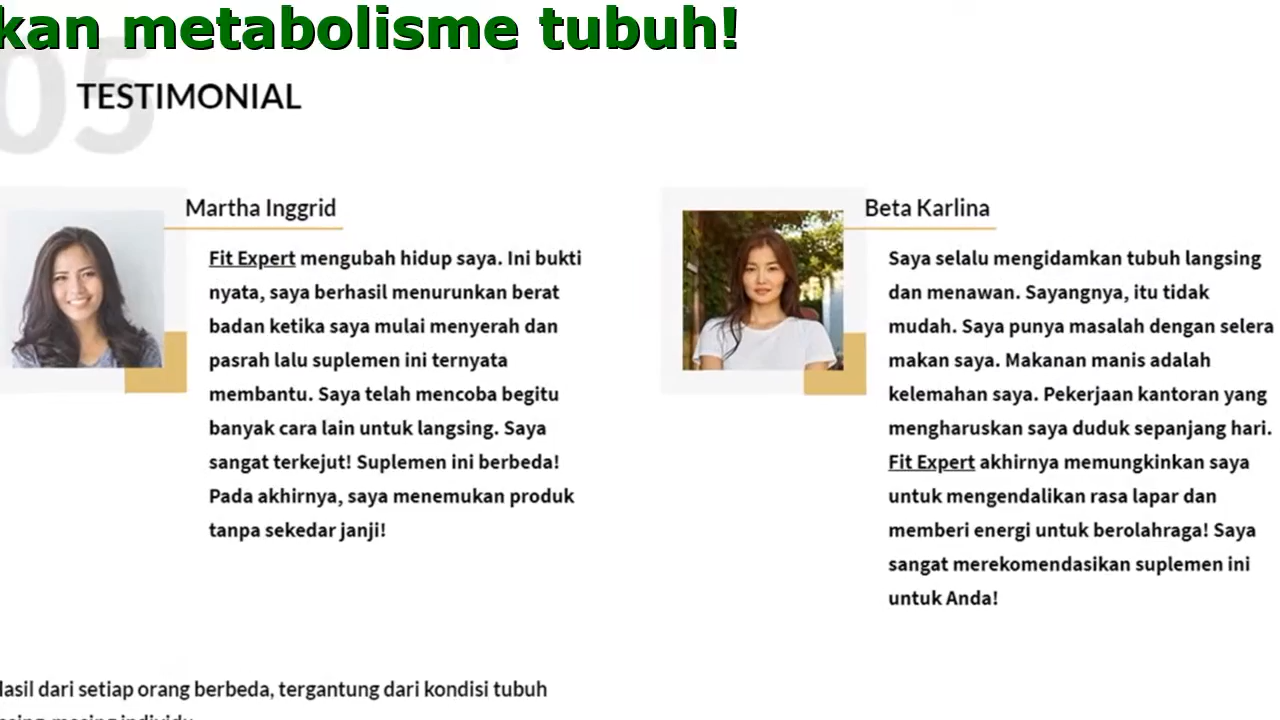 metabolisme tubuh!
05
TESTIMONIAL
Martha Inggrid
Fit Expert mengubah hidup saya. Ini bukti
nyata, saya berhasil menurunkan berat
badan ketika saya mulai menyerah dan
pasrah lalu suplemen ini ternyata
membantu. Saya telah mencoba begitu
banyak cara lain untuk langsing. Saya
sangat terkejut! Suplemen ini berbeda!
Pada akhirnya, saya menemukan produk
tanpa sekedar janji!
Beta Karlina
Saya selalu mengidamkan tubuh langsing
dan menawan. Sayangnya, itu tidak
mudah. Saya punya masalah dengan selera
makan saya. Makanan manis adalah
kelemahan saya. Pekerjaan kantoran yang
mengharuskan saya duduk sepanjang hari.
Fit Expert akhirnya memungkinkan saya
untuk mengendalikan rasa lapar dan
memberi energi untuk berolahraga! Saya
sangat merekomendasikan suplemen ini
untuk Anda!
dari setiap orang berbeda, tergantung dari kondisi tubuh